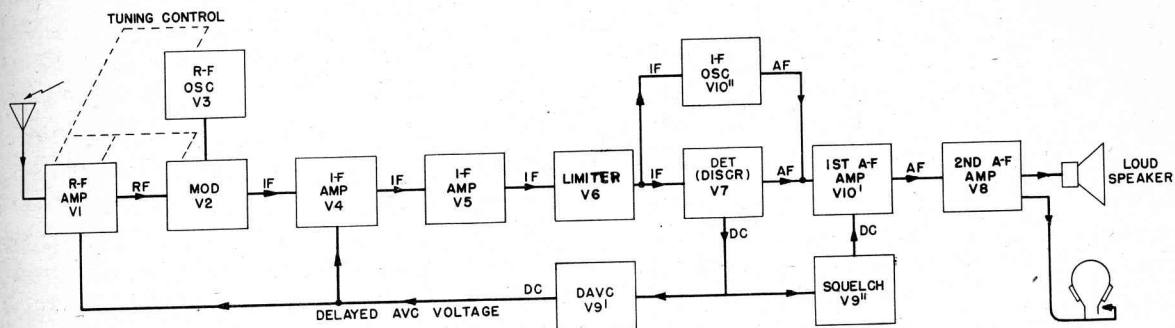 TUNING CONTROL
R-F
OSC
V3
R-F
AMP
V1
RF
MOD
V2
IF
I-F
AMP
V4
IF
I-F
AMP
V5
IF
LIMITER
V6
IF
I-F
OSC
V10"
AF
IF
DET
(DISCR)
V7
AF
1ST A-F
AMP
V10'
AF
2ND A-F
AMP
V8
LOUD
SPEAKER
DC
DC
SQUELCH
V9"
DAVC
V9'
DC
DELAYED AVC VOLTAGE